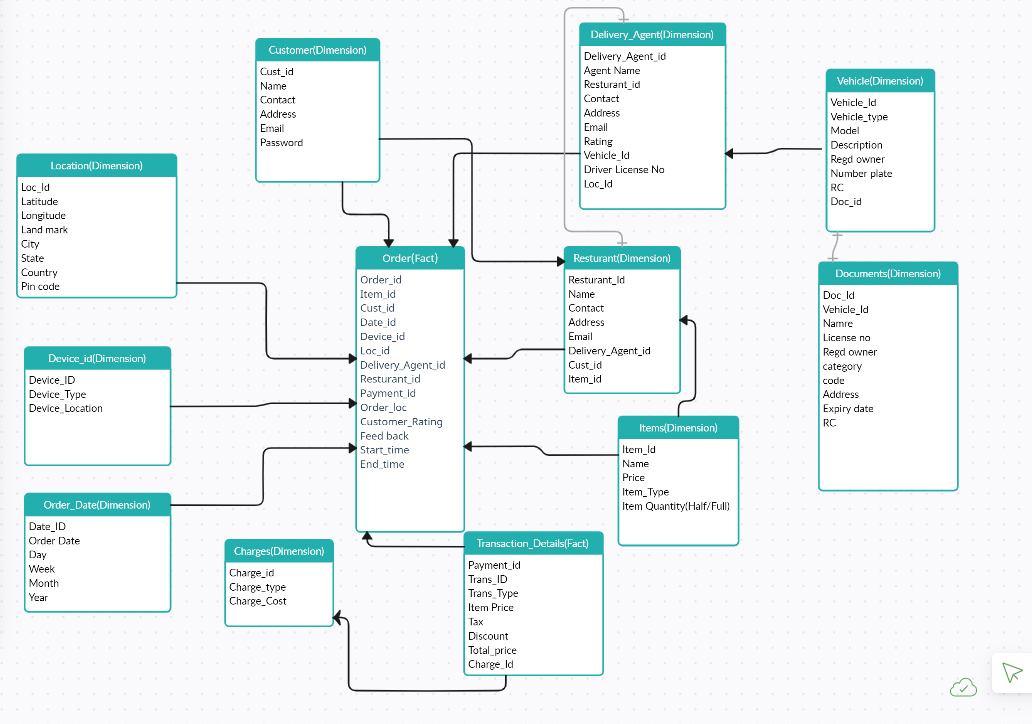 Delivery_Agent(Dimension)
Delivery_Agent_id
Agent Name
Resturant_id
Contact
Address
Email
Rating
Vehicle_Id
Driver License No
Loc_Id
Customer(Dimension)
Cust_id
Name
Contact
Address
Email
Password
Vehicle(Dimension)
Vehicle_Id
Vehicle_type
Model
Description
Regd owner
Number plate
RC
Doc_id
Location(Dimension)
Loc_Id
Latitude
Longitude
Land mark
City
State
Country
Pin code
Order(Fact)
Order_id
Item_id
Cust_id
Date_id
Device_id
Loc_id
Delivery_Agent_id
Resturant_id
Payment_id
Order_loc
Customer_Rating
Feed back
Start_time
End_time
Resturant(Dimension)
Resturant_Id
Name
Contact
Address
Email
Delivery_Agent_id
Cust_id
Item_id
Documents(Dimension)
Doc_Id
Vehicle_Id
Namre
License no
Regd owner
category
code
Address
Expiry date
RC
Device_id(Dimension)
Device_ID
Device_Type
Device_Location
Items(Dimension)
Item_Id
Name
Price
Item_Type
Item Quantity(Half/Full)
Order_Date(Dimension)
Date_ID
Order Date
Day
Week
Month
Year
Charges(Dimension)
Charge_id
Charge_type
Charge_Cost
Transaction_Details(Fact)
Payment_id
Trans_ID
Trans_Type
Item Price
Tax
Discount
Total_price
Charge_Id